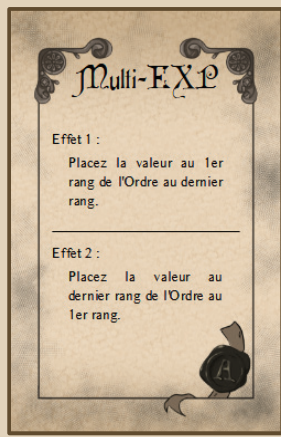 Multi-EXP
Effet 1 :
Placez la valeur au 1er
rang de l'Ordre au dernier
rang.
Effet 2 :
Placez la valeur au
dernier rang de l'Ordre au
1er rang.
A